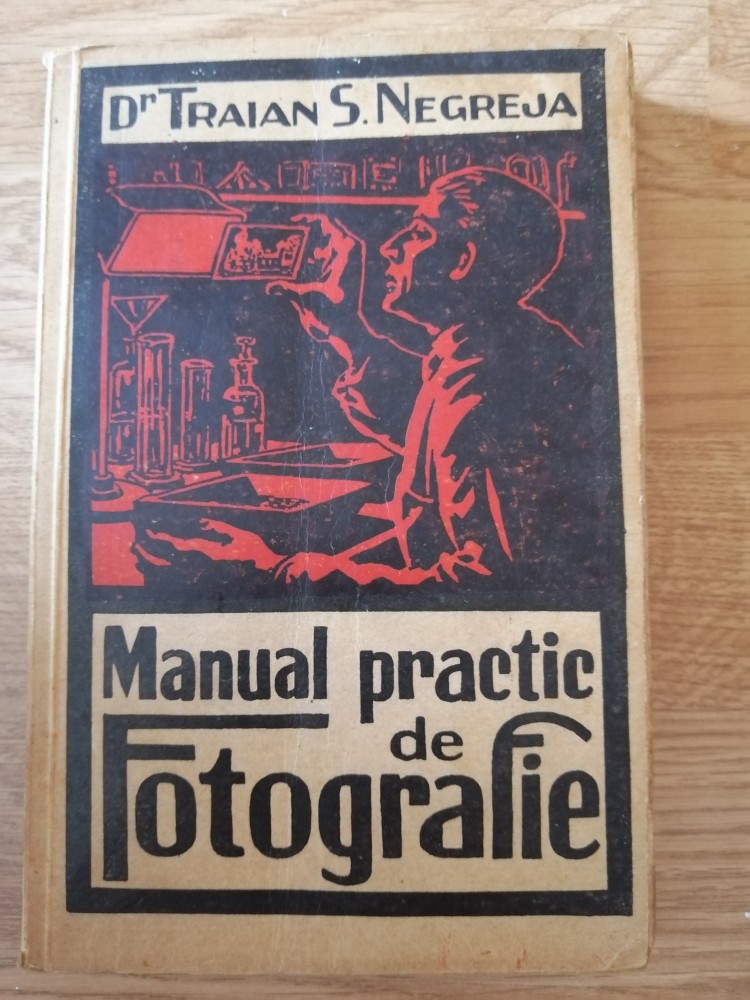 Dr TRAIAN S. NEGREJA
Manual practic
de
Fotografie